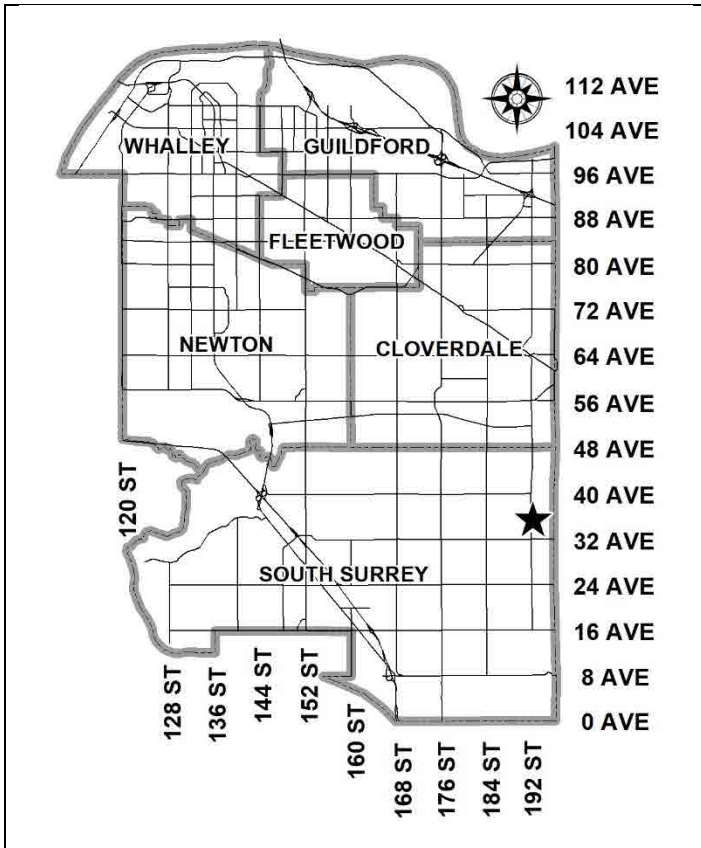 112 AVE
104 AVE
WHALLEY
GUILDFORD
96 AVE
88 AVE
FLEETWOOD
80 AVE
72 AVE
NEWTON
CLOVERDALE
64 AVE
56 AVE
48 AVE
120 ST
40 AVE
32 AVE
SOUTH SURREY
24 AVE
16 AVE
8 AVE
0 AVE
128 ST
136 ST
144 ST
152 ST
160 ST
168 ST
176 ST
184 ST
192 ST